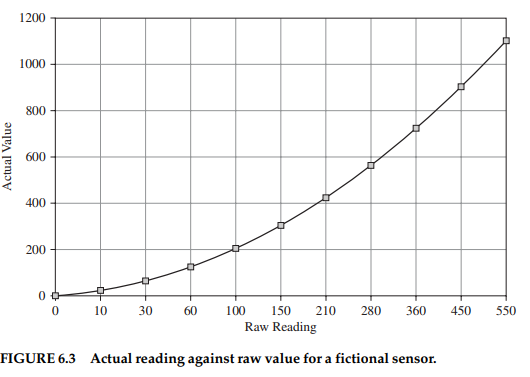 1200
1000
800
600
400
200
0
Actual Value
0 10 30 60 100 150 210 280 360 450 550
Raw Reading
FIGURE 6.3 Actual reading against raw value for a fictional sensor.